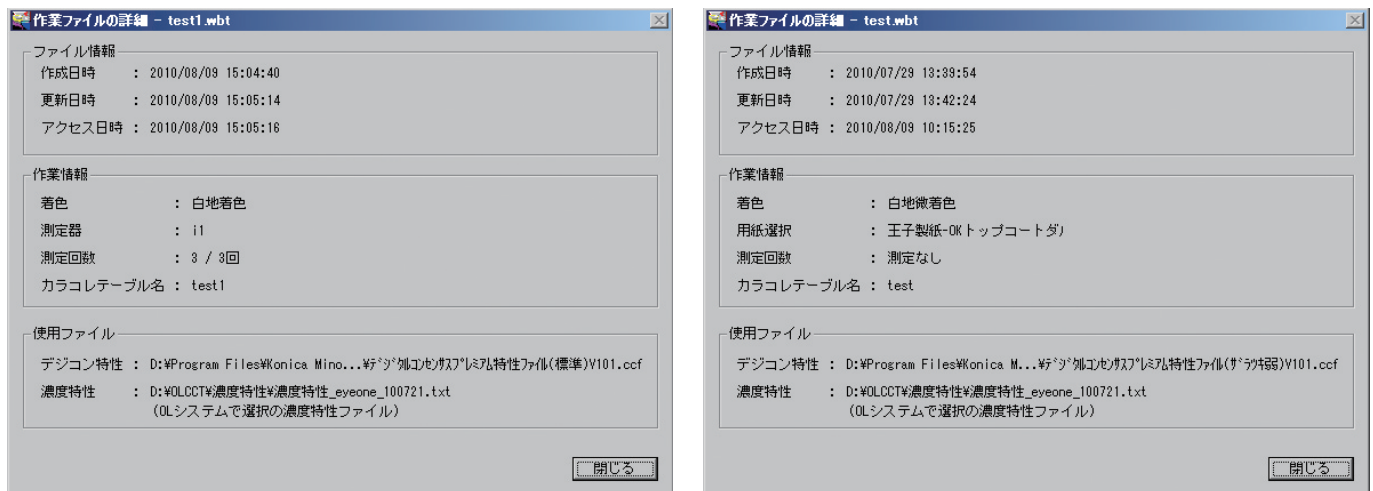 作業ファイルの詳細 - test1.wbt
ファイル情報
作成日時 : 2010/08/09 15:04:40
更新日時 : 2010/08/09 15:05:14
アクセス日時 : 2010/08/09 15:05:16
作業情報
着色 : 白地着色
測定器 : i1
測定回数 : 3 / 3回
カラコレテーブル名 : test1
使用ファイル
デジコン特性 : D:¥Program Files¥Konica Mino...¥ﾃﾞｼﾞﾀﾙｺﾝｾﾝｻｽﾌﾟﾚﾐｱﾑ特性ﾌｧｲﾙ(標準)V101.ccf
濃度特性 : D:¥OLCCT¥濃度特性¥濃度特性_eyeone_100721.txt
(OLシステムで選択の濃度特性ファイル)
閉じる
作業ファイルの詳細 - test.wbt
ファイル情報
作成日時 : 2010/07/29 13:39:54
更新日時 : 2010/07/29 13:42:24
アクセス日時 : 2010/08/09 10:15:25
作業情報
着色 : 白地微着色
用紙選択 : 王子製紙-OKトップコートダﾉ
測定回数 : 測定なし
カラコレテーブル名 : test
使用ファイル
デジコン特性 : D:¥Program Files¥Konica M...¥ﾃﾞｼﾞﾀﾙｺﾝｾﾝｻｽﾌﾟﾚﾐｱﾑ特性ﾌｧｲﾙ(ｻﾞﾗﾂｷ弱)V101.ccf
濃度特性 : D:¥OLCCT¥濃度特性¥濃度特性_eyeone_100721.txt
(OLシステムで選択の濃度特性ファイル)
閉じる